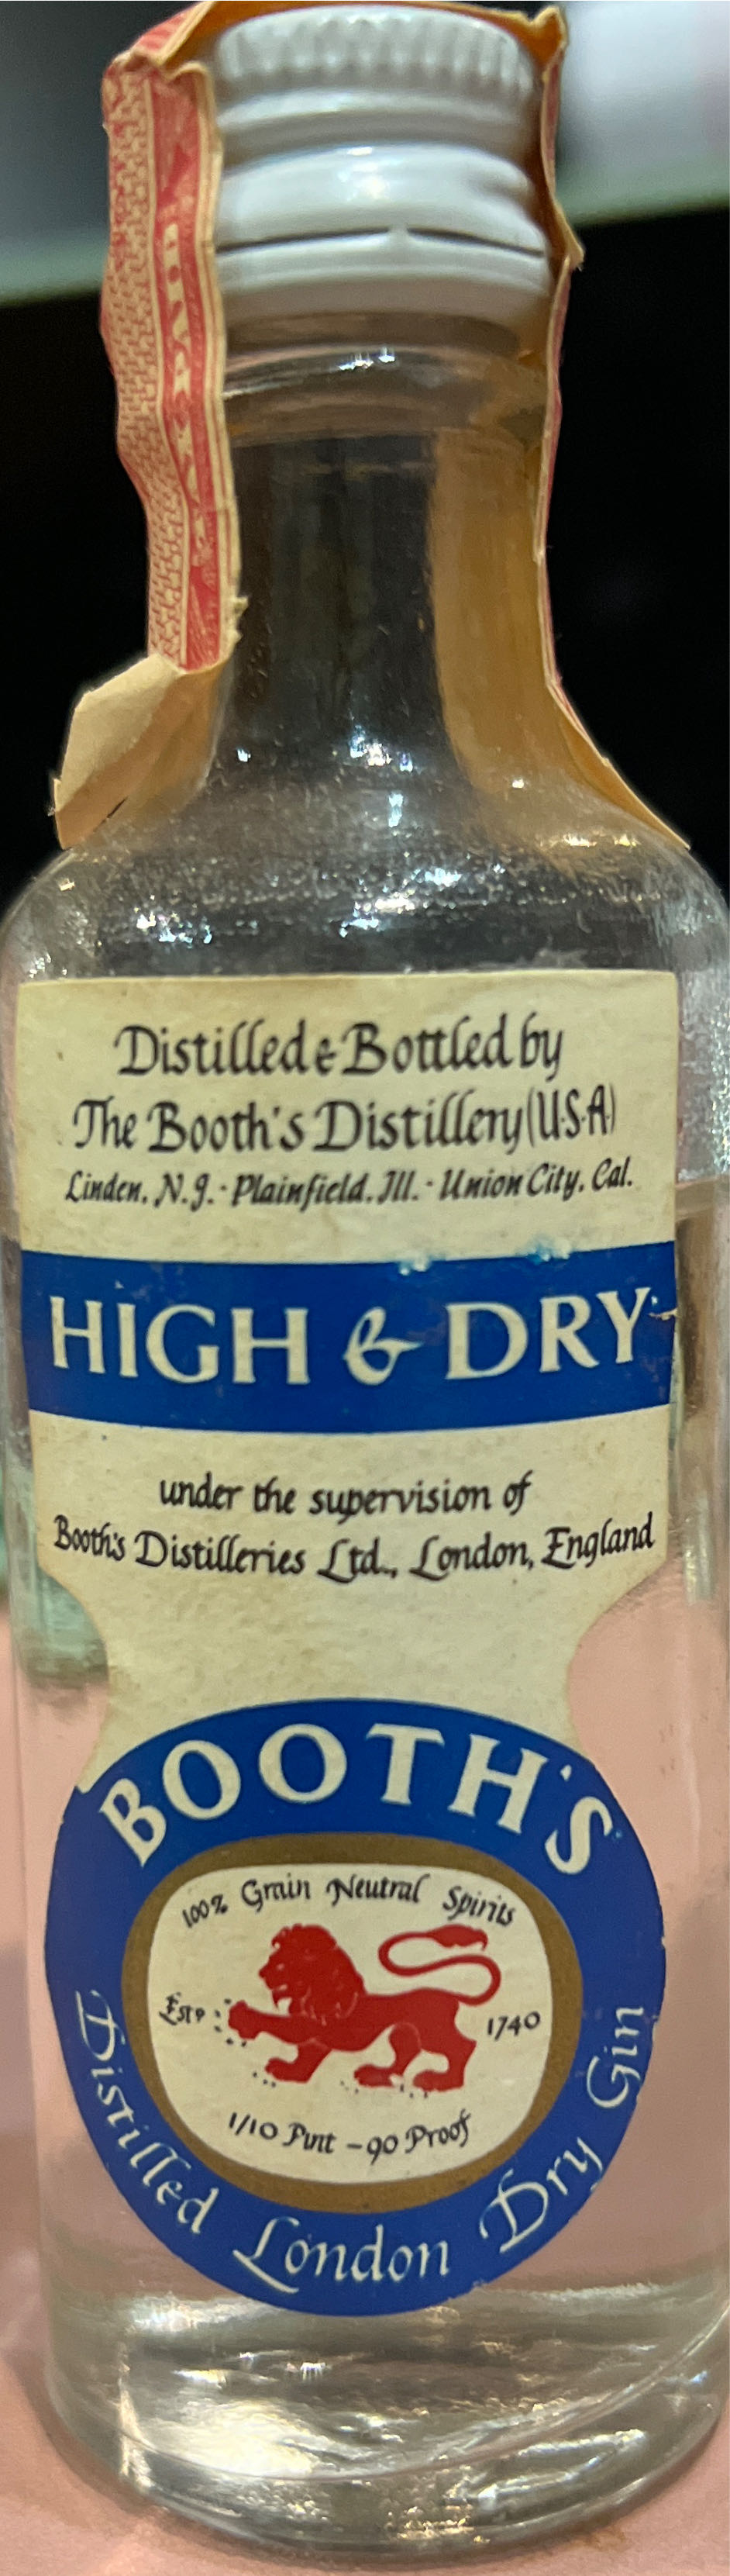 TAX PAID
Distilled & Bottled by
The Booth's Distillery (U.S.A)
Linden. N.J. · Plainfield. Ill. · Union City. Cal.
HIGH & DRY
under the supervision of
Booth's Distilleries Ltd., London, England
BOOTH'S
100% Grain Neutral Spirits
Estd 1740
1/10 Pint - 90 Proof
Distilled London Dry Gin